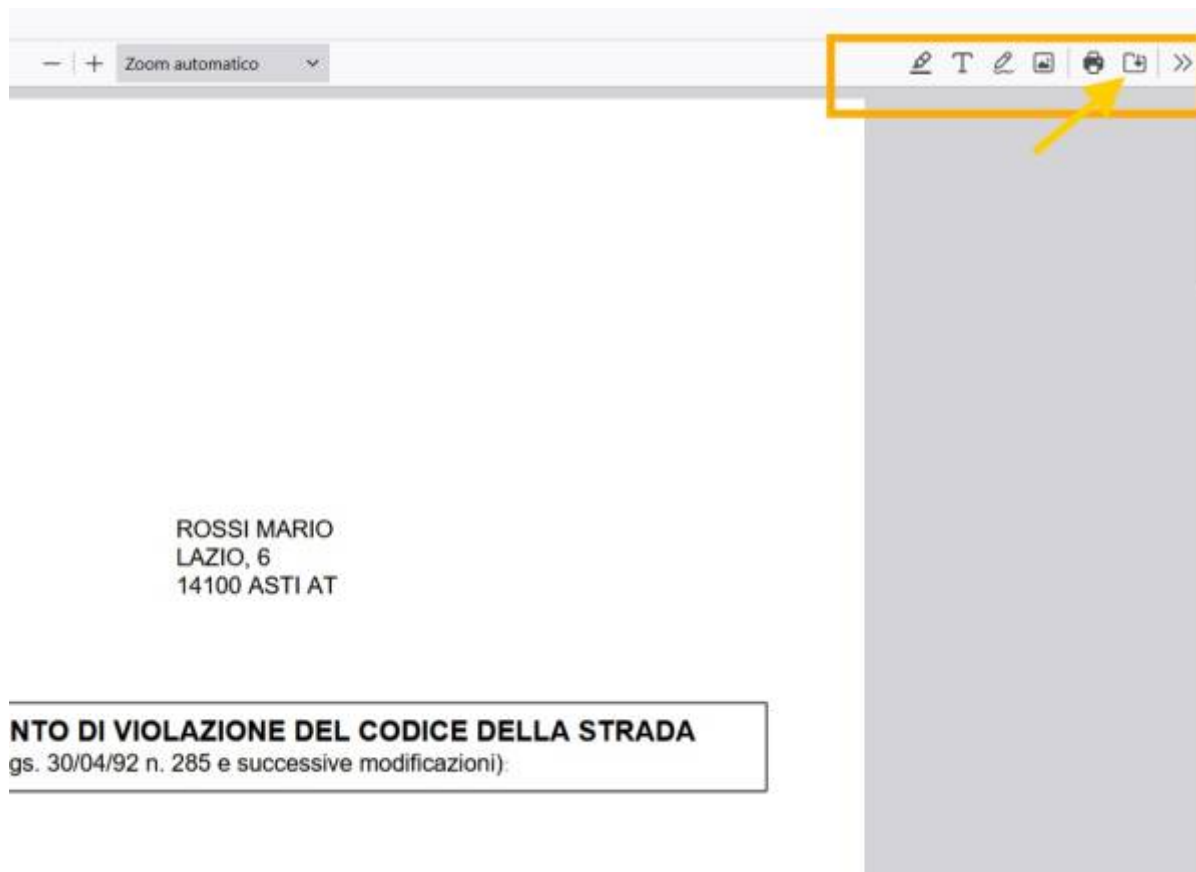 Zoom automatico
ROSSI MARIO
LAZIO, 6
14100 ASTI AT
NTO DI VIOLAZIONE DEL CODICE DELLA STRADA
gs. 30/04/92 n. 285 e successive modificazioni):